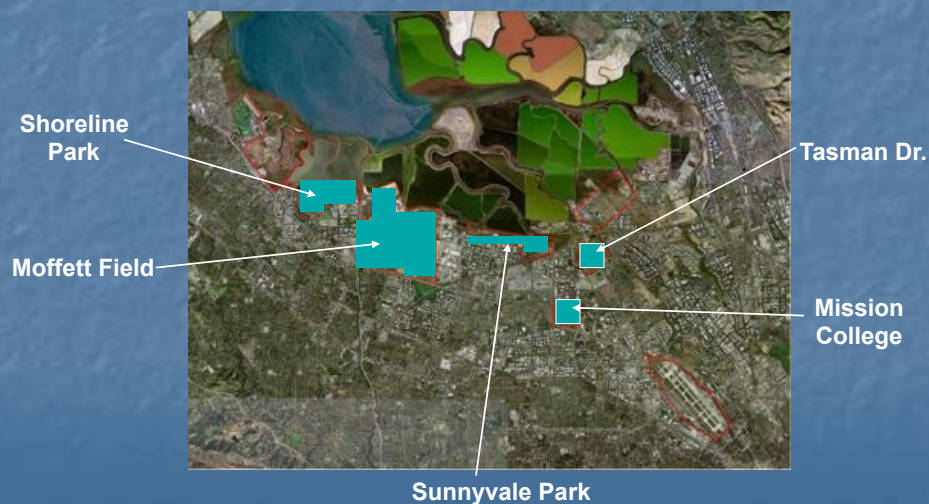 Shoreline
Park
Tasman Dr.
Moffett Field
Mission
College
Sunnyvale Park